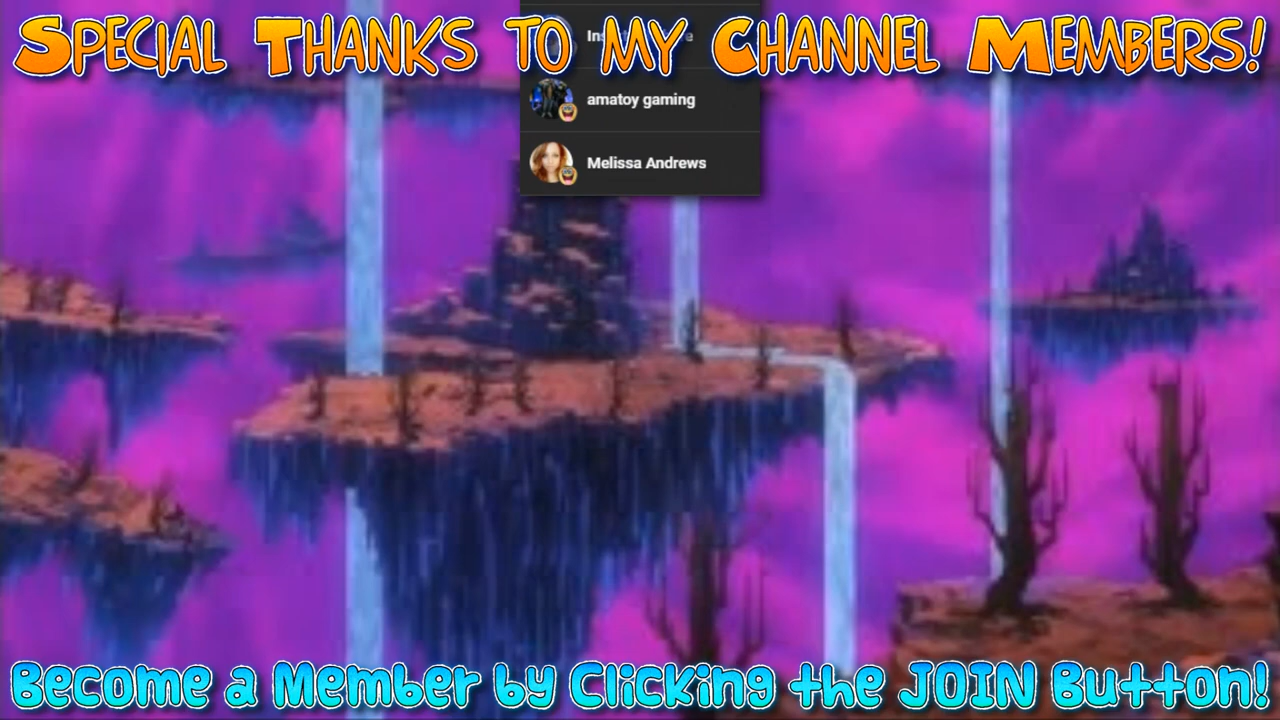 Special Thanks to my Channel Members!
amatoy gaming
Melissa Andrews
Become a Member by Clicking the JOIN Button!